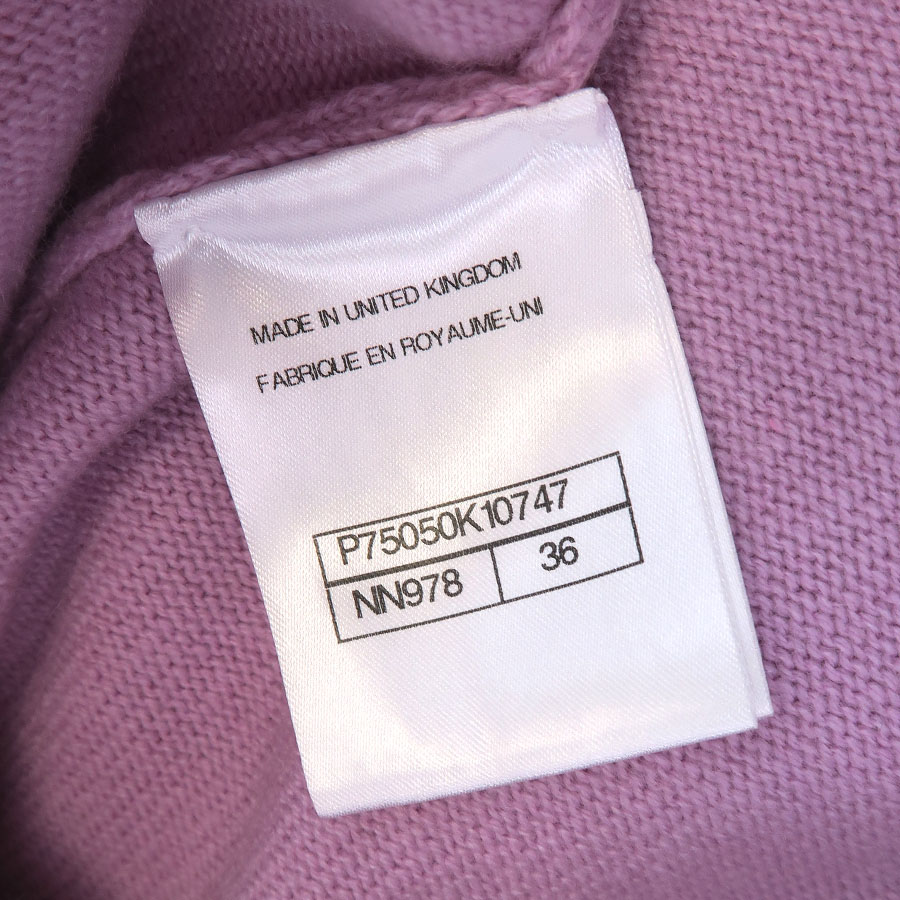 MADE IN UNITED KINGDOM
FABRIQUE EN ROYAUME-UNI
P75050K10747
NN978 36